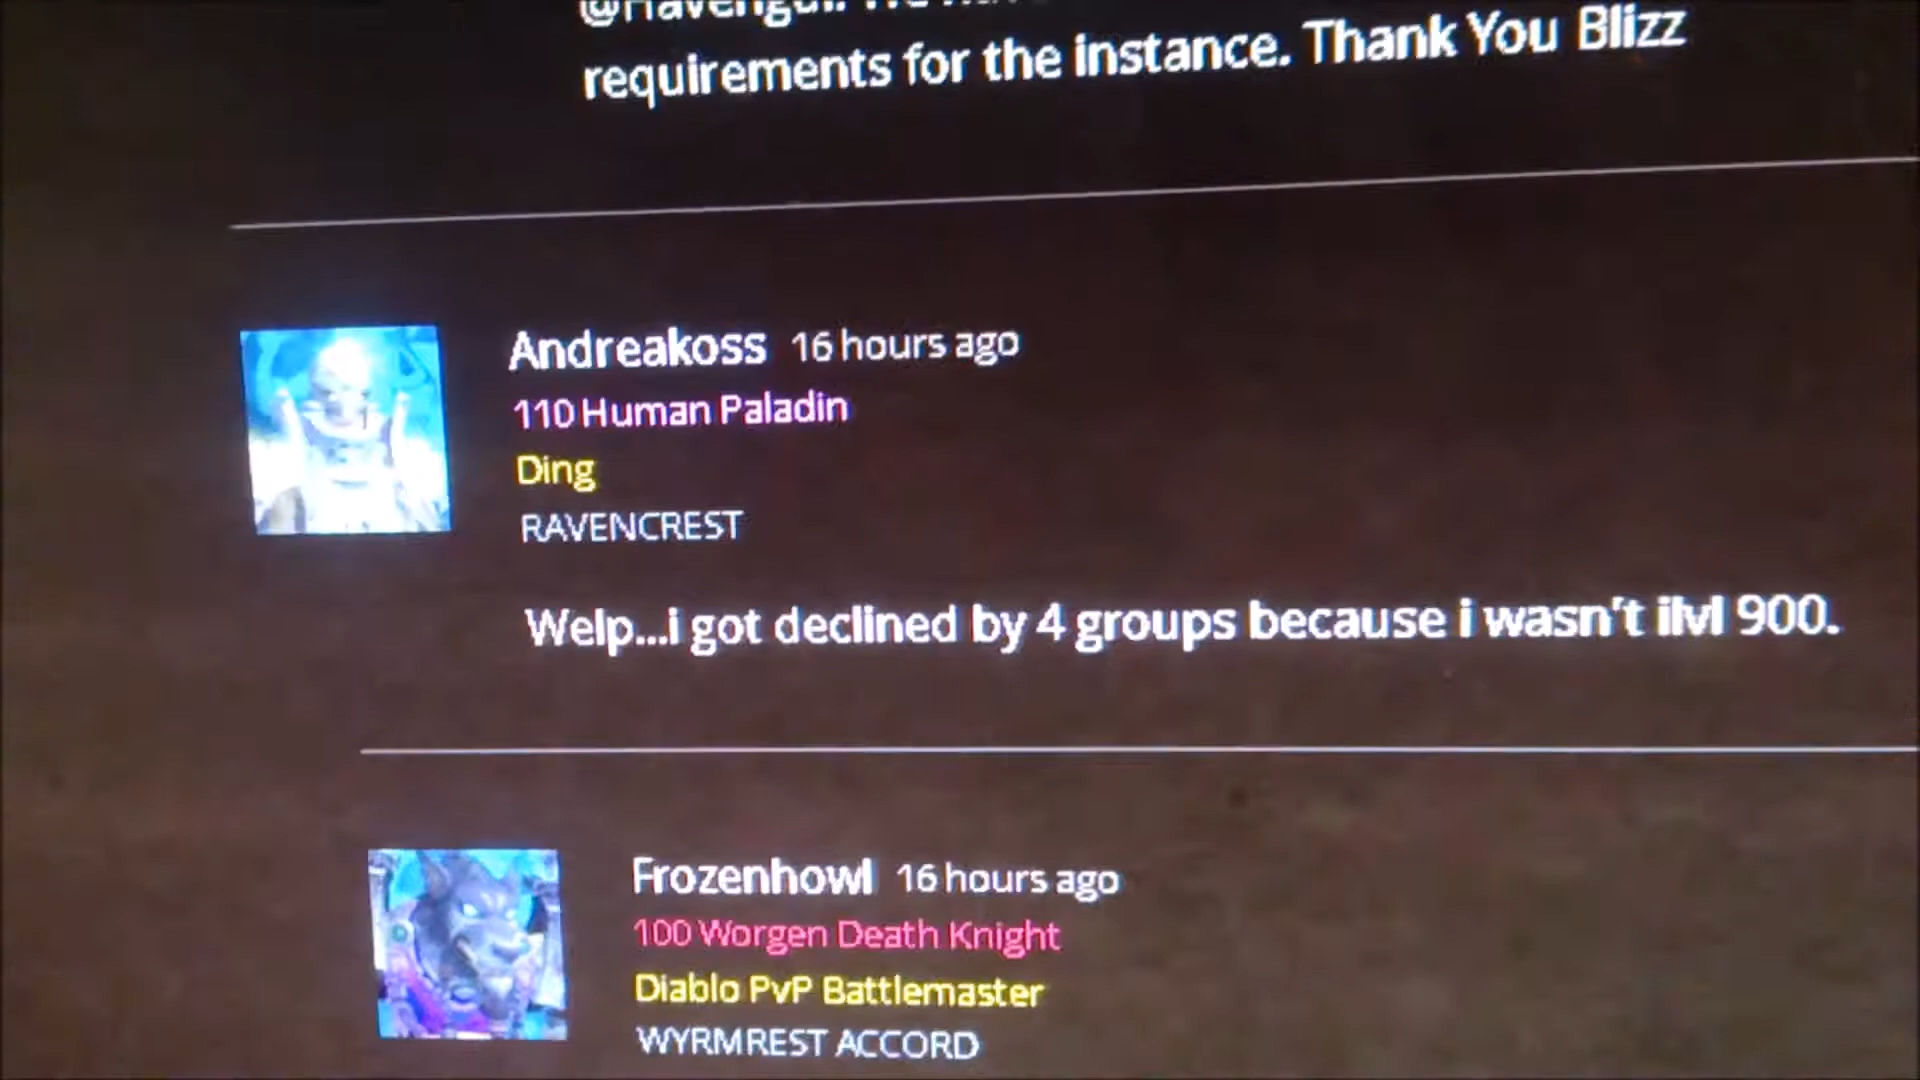 requirements for the instance. Thank You Blizz
Andreakoss 16 hours ago
110 Human Paladin
Ding
RAVENCREST
Welp...i got declined by 4 groups because i wasn't ilvl 900.
Frozenhowl 16 hours ago
100 Worgen Death Knight
Diablo PvP Battlemaster
WYRMREST ACCORD